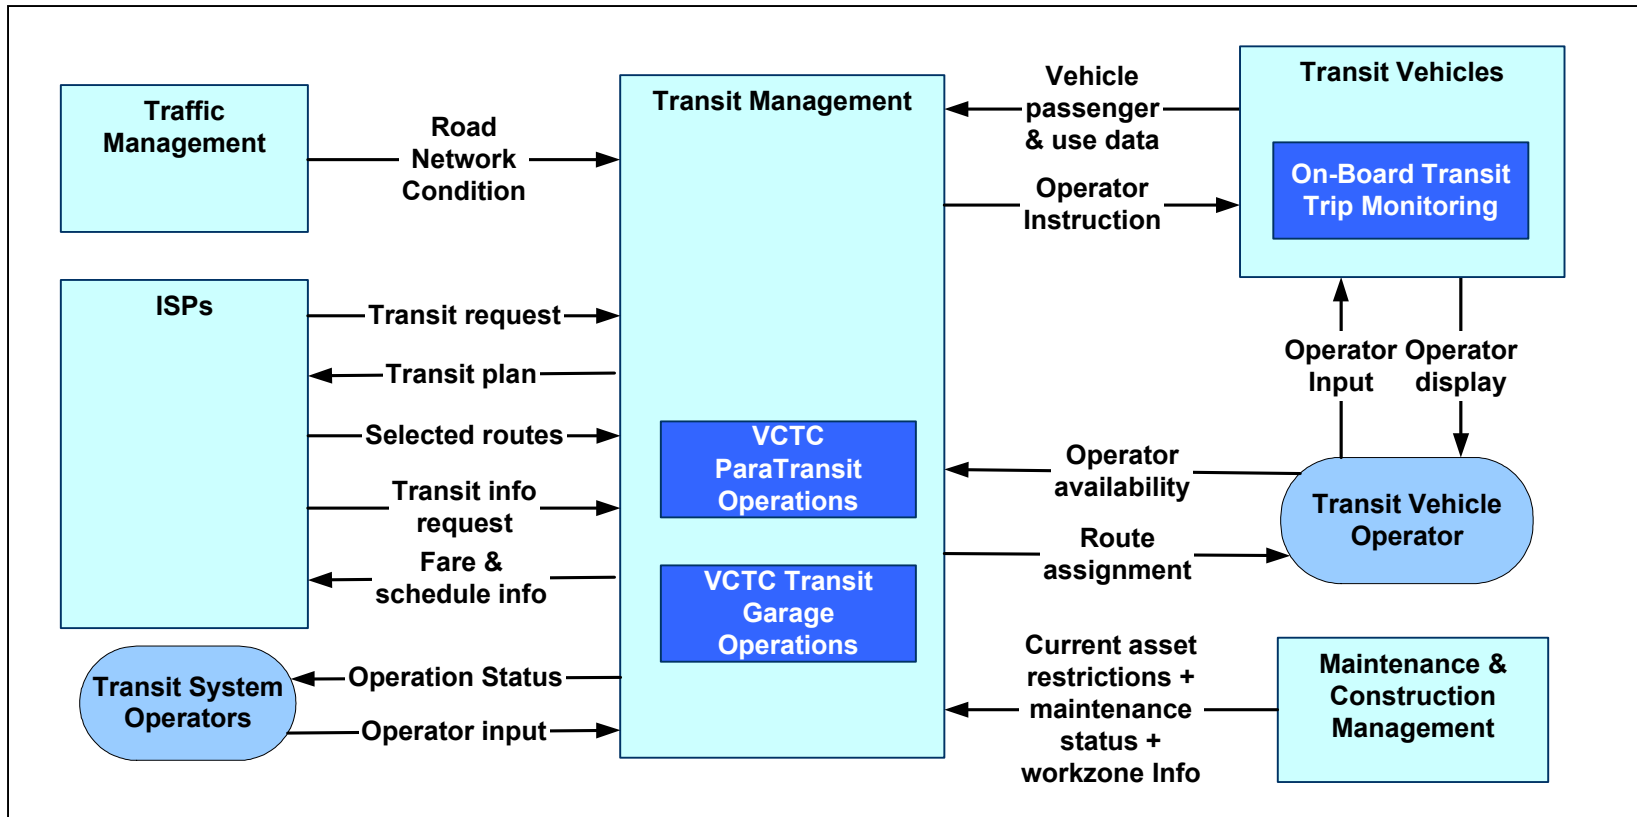 Traffic
Management
Road
Network
Condition
ISPs
Transit request
Transit plan
Selected routes
Transit info
request
Fare &
schedule info
Transit System
Operators
Operation Status
Operator input
Transit Management
VCTC
ParaTransit
Operations
VCTC Transit
Garage
Operations
Vehicle
passenger
& use data
Operator
Instruction
Transit Vehicles
On-Board Transit
Trip Monitoring
Operator
Input
Operator
display
Operator
availability
Route
assignment
Transit Vehicle
Operator
Current asset
restrictions +
maintenance
status +
workzone Info
Maintenance &
Construction
Management